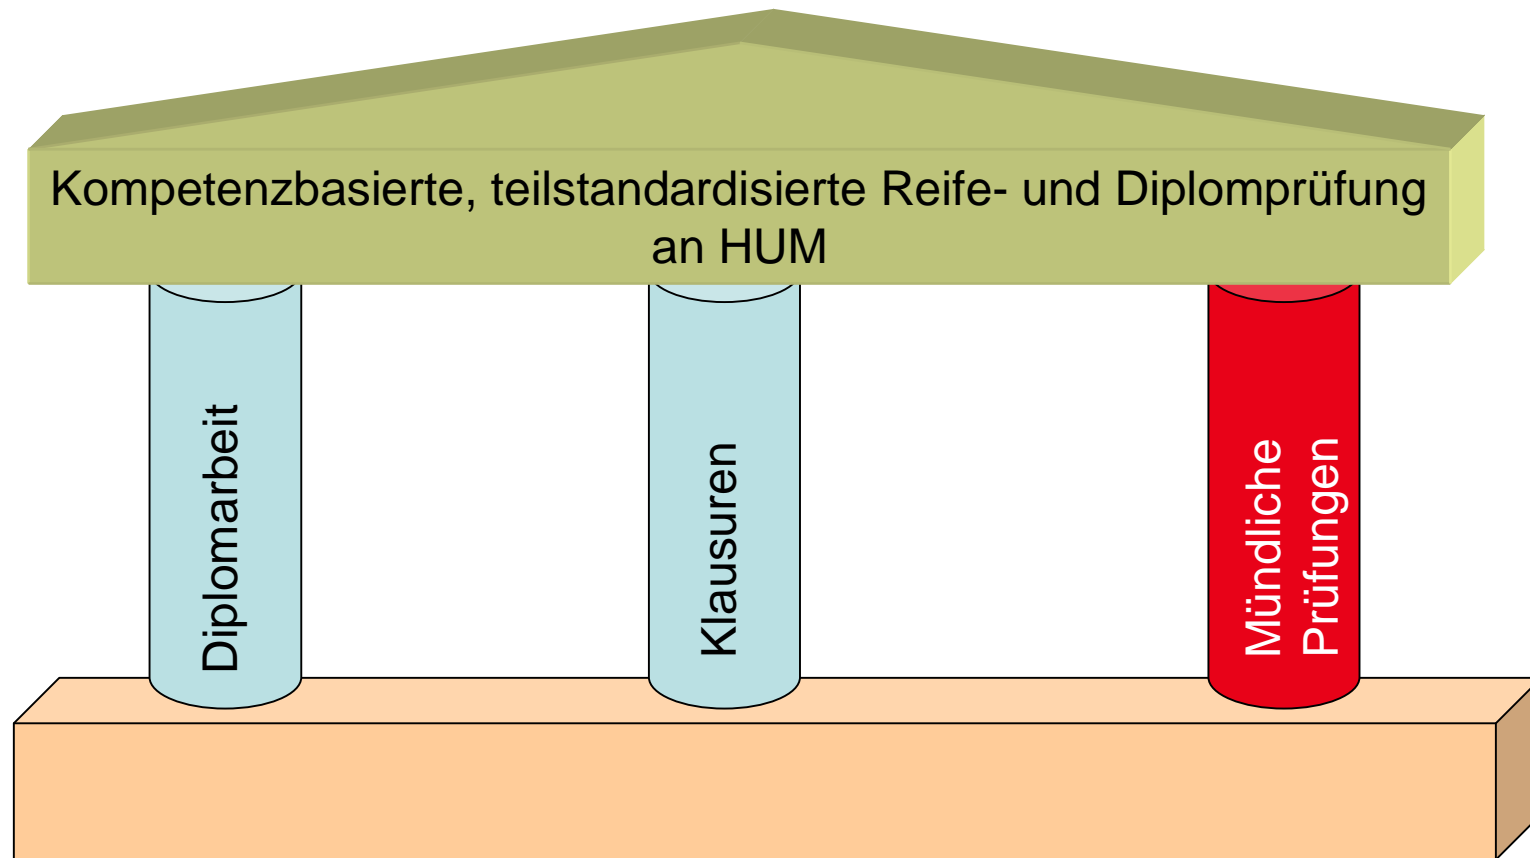 Kompetenzbasierte, teilstandardisierte Reife- und Diplomprüfung
an HUM
Diplomarbeit
Klausuren
Mündliche
Prüfungen